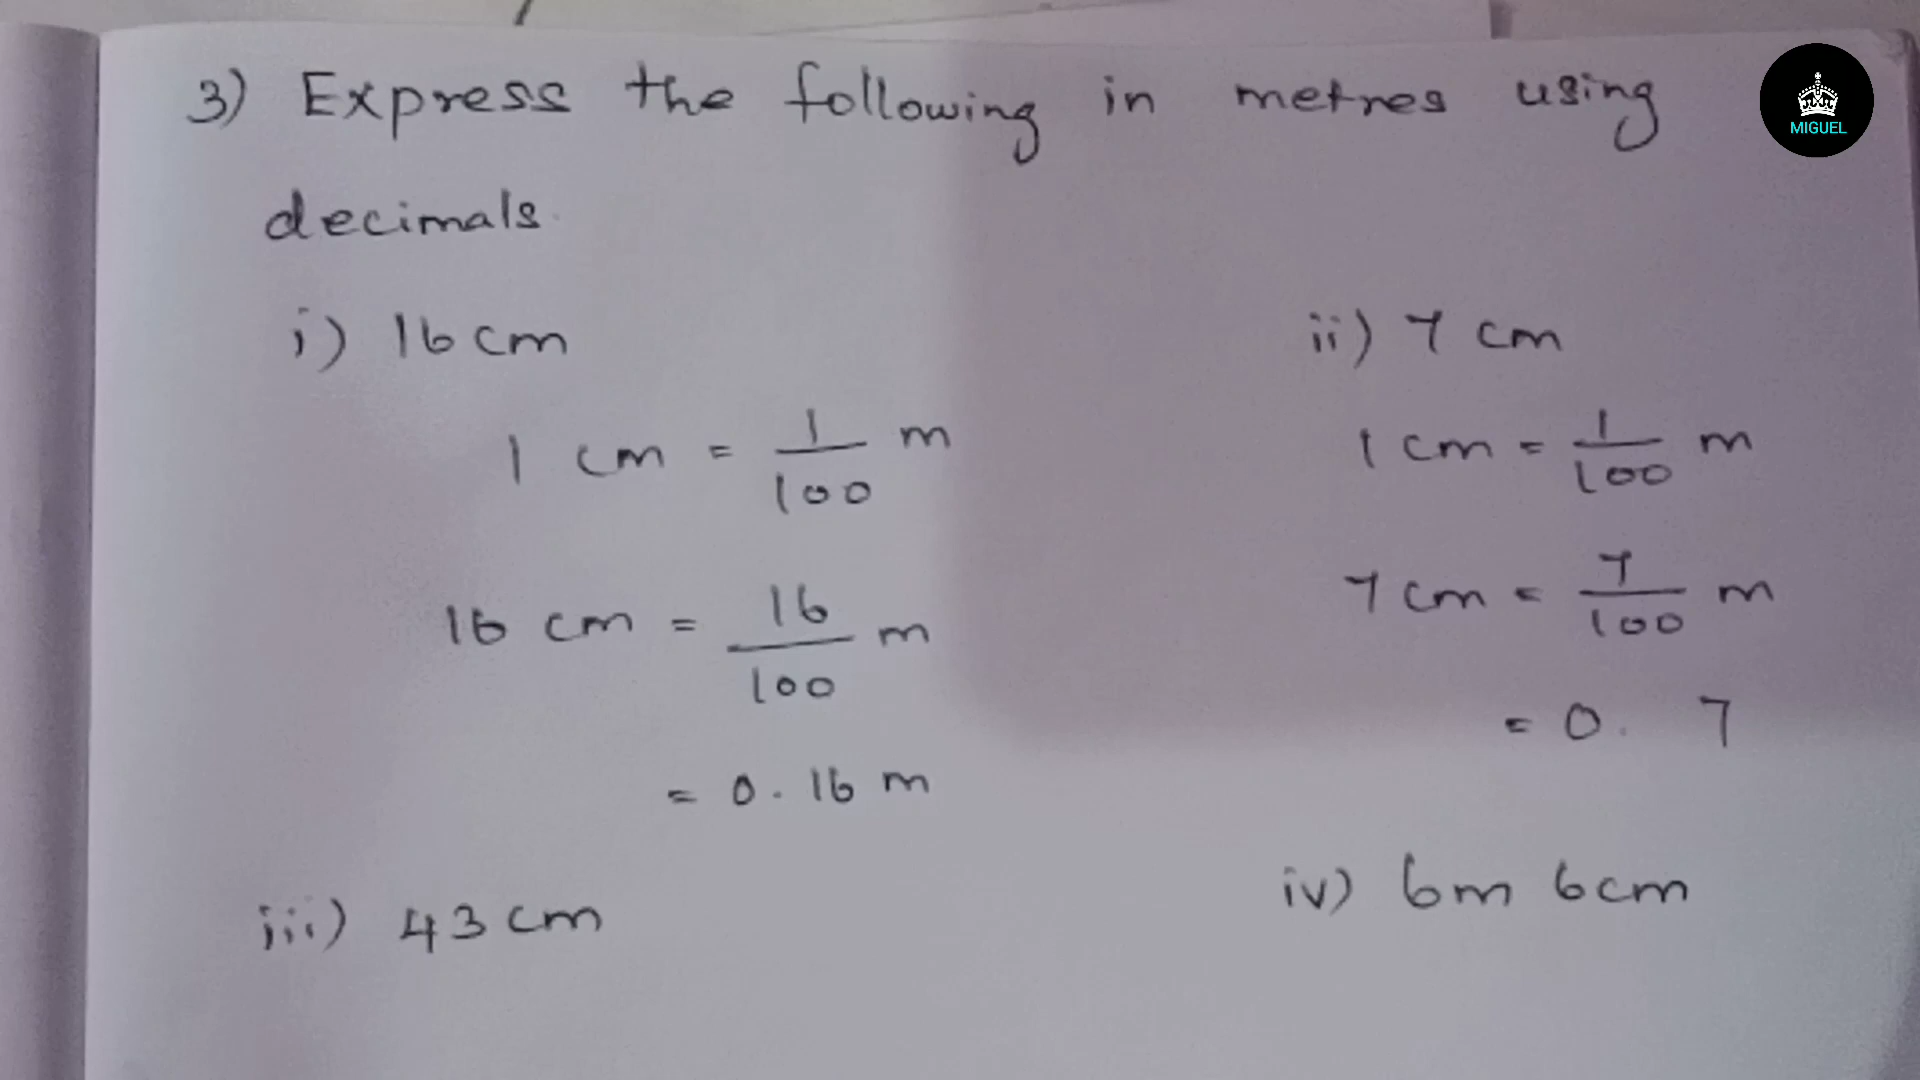 3) Express the following in metres using
decimals.
i) 16 cm
1 cm = 1/100 m
16 cm = 16/100 m
= 0.16 m
ii) 7 cm
1 cm = 1/100 m
7 cm = 7/100 m
= 0. 7
iii) 43 cm
iv) 6m 6cm
MIGUEL